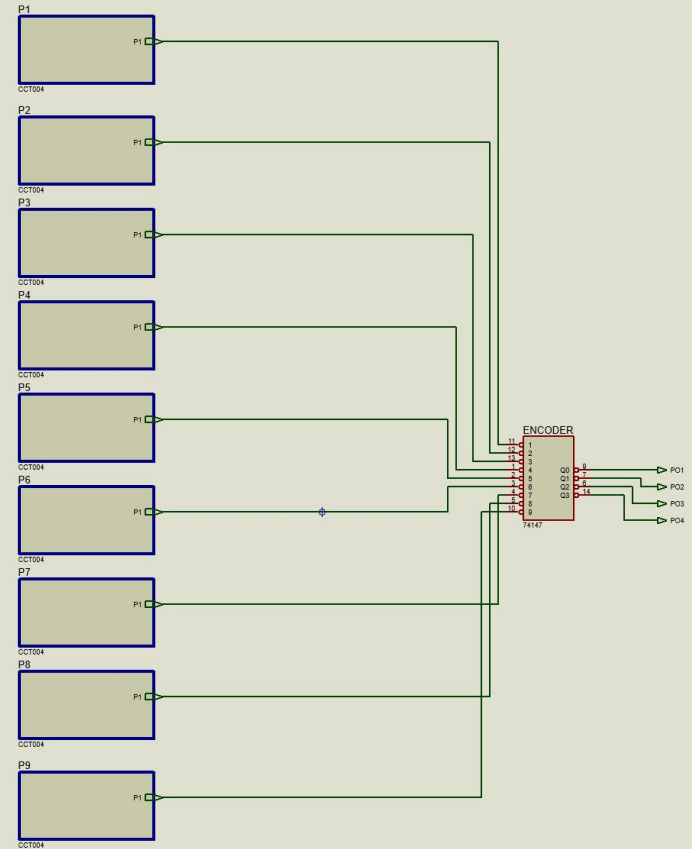 P1
P1
CCT004
P2
P1
CCT004
P3
P1
CCT004
P4
P1
CCT004
P5
P1
CCT004
P6
P1
CCT004
P7
P1
CCT004
P8
P1
CCT004
P9
P1
CCT004
ENCODER
11 1
12 2
13 3
1 4 Q0 9 PO1
2 5 Q1 7 PO2
3 6 Q2 6 PO3
4 7 Q3 14 PO4
5 8
10 9
74147